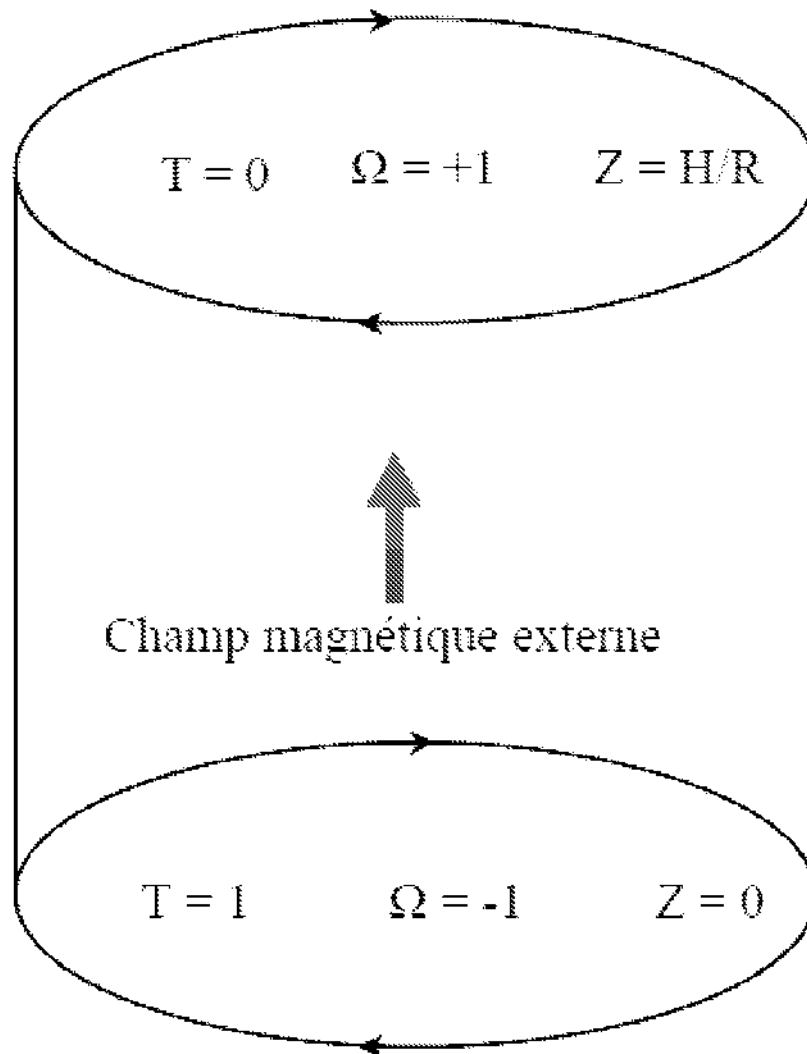 T = 0 Ω = +1 Z = H/R
Champ magnétique externe
T = 1 Ω = -1 Z = 0